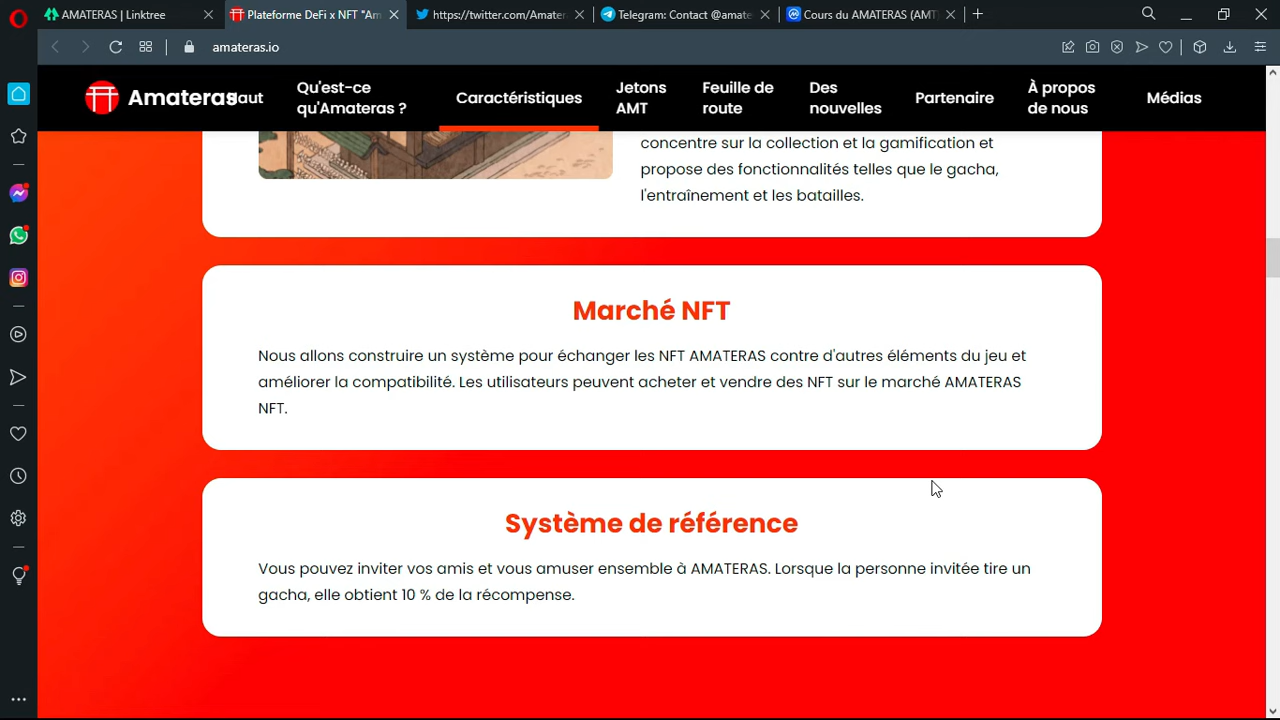 AMATERAS | Linktree
Plateforme DeFi x NFT "Am
https://twitter.com/Amater
Telegram: Contact @amate
Cours du AMATERAS (AMT
amateras.io
Amateras
Haut
Qu'est-ce
qu'Amateras ?
Caractéristiques
Jetons
AMT
Feuille de
route
Des
nouvelles
Partenaire
À propos
de nous
Médias
concentre sur la collection et la gamification et
propose des fonctionnalités telles que le gacha,
l'entraînement et les batailles.
Marché NFT
Nous allons construire un système pour échanger les NFT AMATERAS contre d'autres éléments du jeu et
améliorer la compatibilité. Les utilisateurs peuvent acheter et vendre des NFT sur le marché AMATERAS
NFT.
Système de référence
Vous pouvez inviter vos amis et vous amuser ensemble à AMATERAS. Lorsque la personne invitée tire un
gacha, elle obtient 10 % de la récompense.